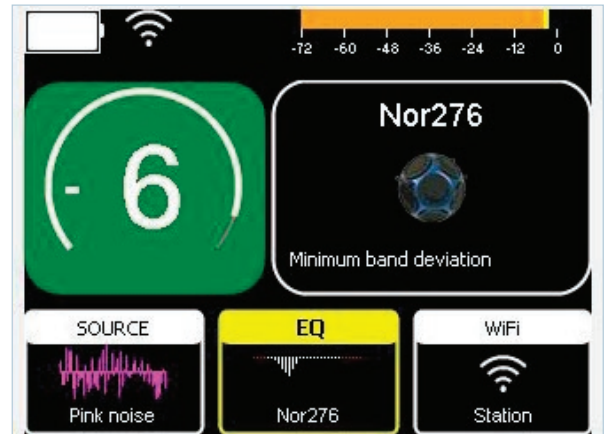 -72 -60 -48 -36 -24 -12 0
- 6
Nor276
Minimum band deviation
SOURCE
Pink noise
EQ
Nor276
WiFi
Station